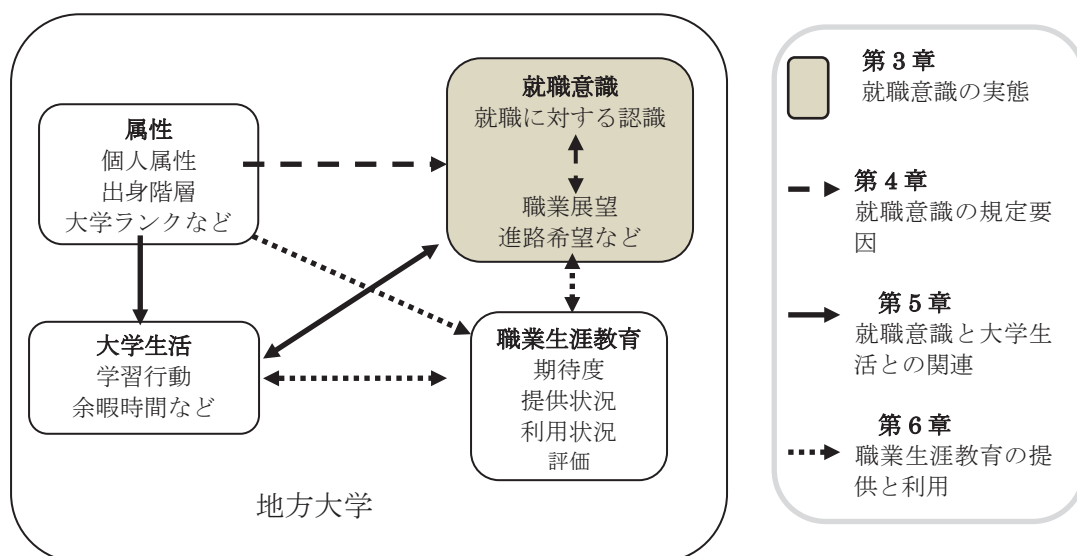 属性
個人属性
出身階層
大学ランクなど
就職意識
就職に対する認識
職業展望
進路希望など
大学生活
学習行動
余暇時間など
職業生涯教育
期待度
提供状況
利用状況
評価
地方大学
第3章
就職意識の実態
第4章
就職意識の規定要
因
第5章
就職意識と大学生
活との関連
第6章
職業生涯教育の提
供と利用